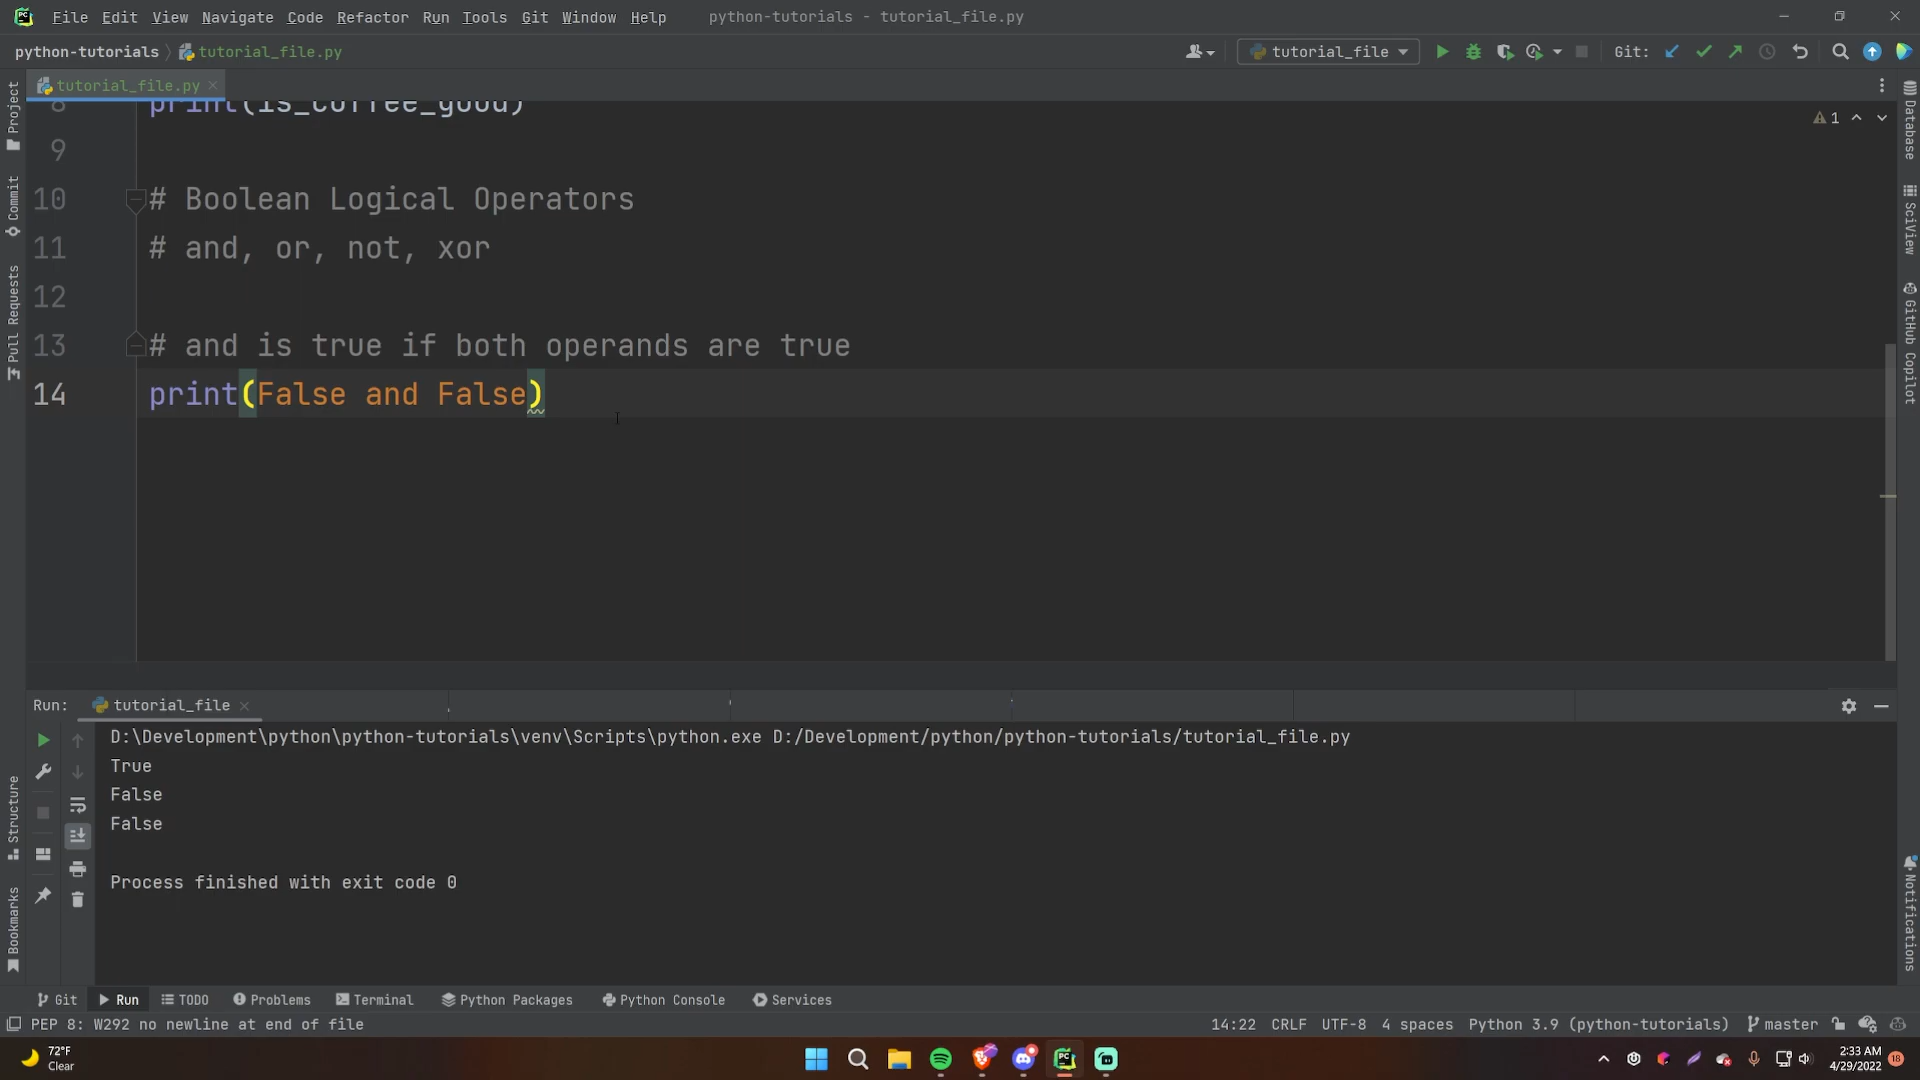 File Edit View Navigate Code Refactor Run Tools Git Window Help python-tutorials - tutorial_file.py
python-tutorials tutorial_file.py tutorial_file Git:
tutorial_file.py
8 print(is_coffee_good)
1
9
10 # Boolean Logical Operators
11 # and, or, not, xor
12
13 # and is true if both operands are true
14 print(False and False)
Project
Commit
Pull Requests
Structure
Bookmarks
Database
SciView
GitHub Copilot
Notifications
Run: tutorial_file
D:\Development\python\python-tutorials\venv\Scripts\python.exe D:/Development/python/python-tutorials/tutorial_file.py
True
False
False
Process finished with exit code 0
Git Run TODO Problems Terminal Python Packages Python Console Services
PEP 8: W292 no newline at end of file 14:22 CRLF UTF-8 4 spaces Python 3.9 (python-tutorials) master
72°F
Clear
2:33 AM
4/29/2022
18